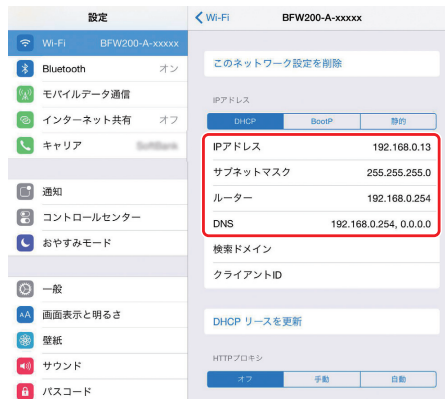 設定
Wi-Fi BFW200-A-xxxxx
Bluetooth オン
モバイルデータ通信
インターネット共有 オフ
キャリア
通知
コントロールセンター
おやすみモード
一般
画面表示と明るさ
壁紙
サウンド
パスコード
Wi-Fi BFW200-A-xxxxx
このネットワーク設定を削除
IPアドレス
DHCP BootP 静的
IPアドレス 192.168.0.13
サブネットマスク 255.255.255.0
ルーター 192.168.0.254
DNS 192.168.0.254, 0.0.0.0
検索ドメイン
クライアントID
DHCP リースを更新
HTTPプロキシ
オフ 手動 自動